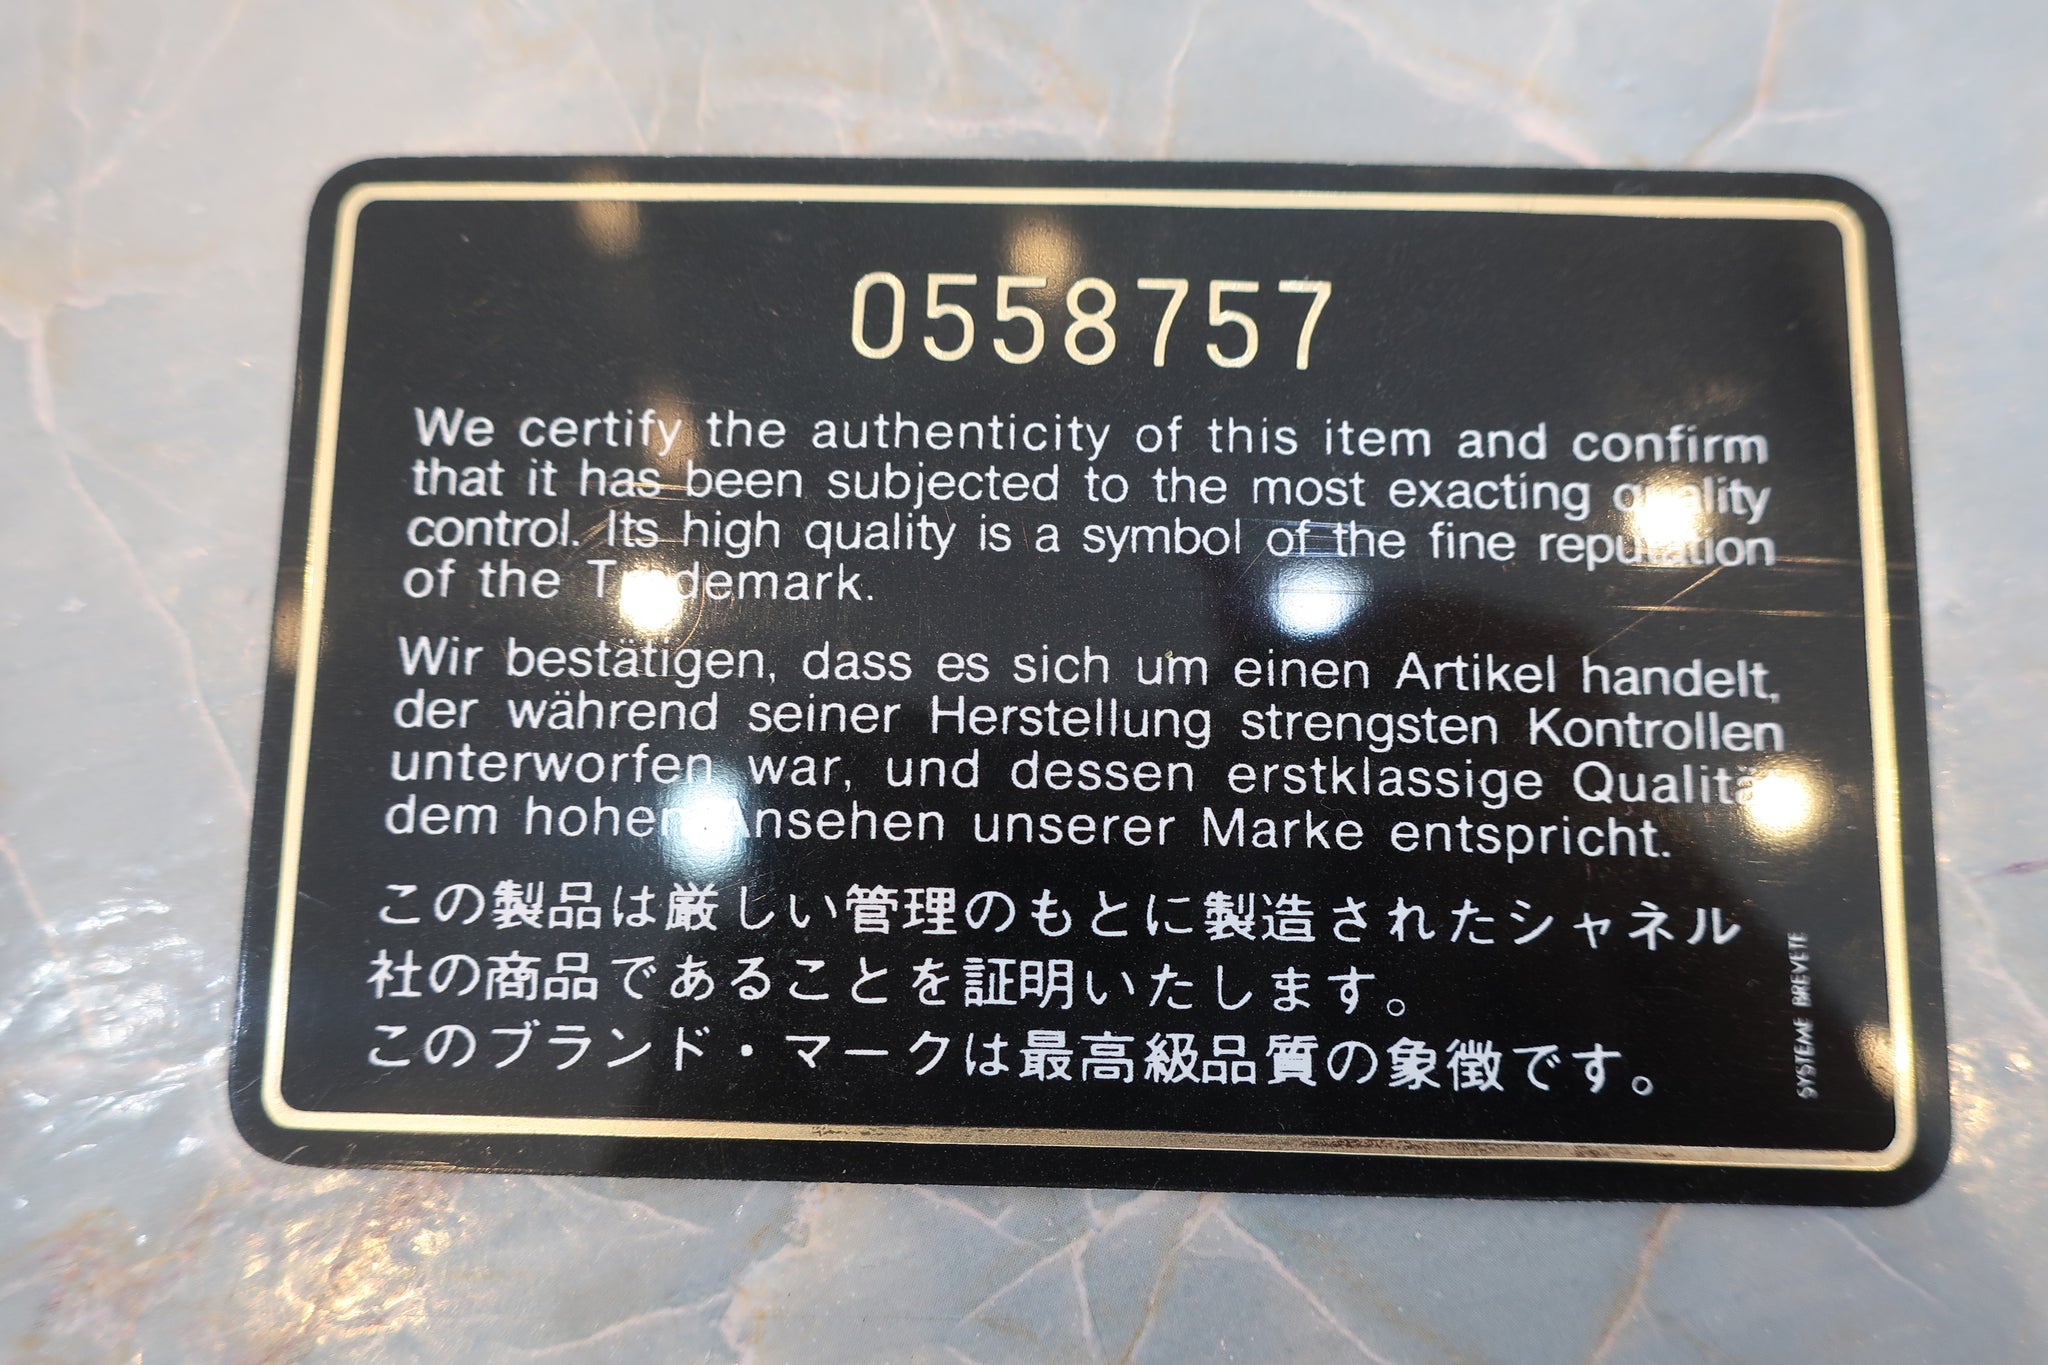 0558757
We certify the authenticity of this item and confirm
that it has been subjected to the most exacting quality
control. Its high quality is a symbol of the fine reputation
of the Trademark.
Wir bestätigen, dass es sich um einen Artikel handelt,
der während seiner Herstellung strengsten Kontrollen
unterworfen war, und dessen erstklassige Qualität
dem hohen Ansehen unserer Marke entspricht.
この製品は厳しい管理のもとに製造されたシャネル
社の商品であることを証明いたします。
このブランド・マークは最高級品質の象徴です。
SYSTEME BREVETE